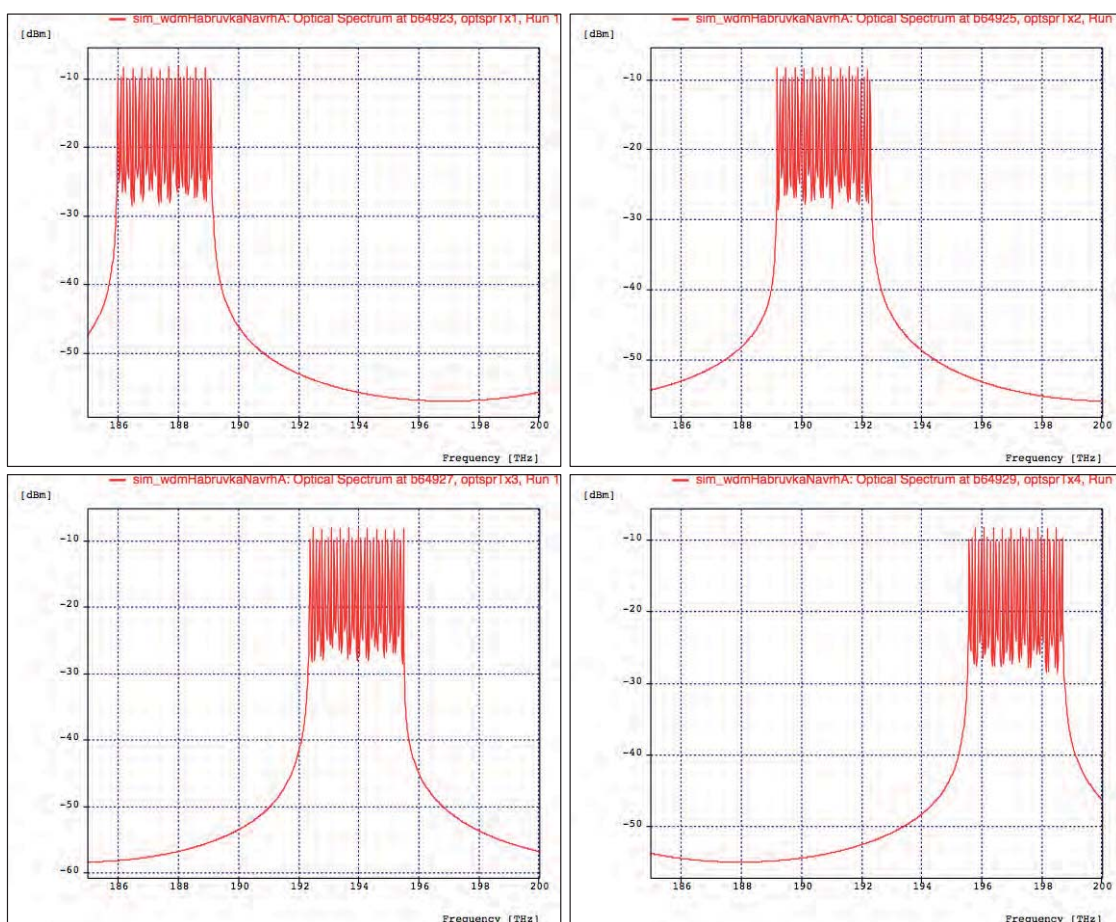 sim_wdmHabruvkaNavrhA: Optical Spectrum at b64923, optsprTx1, Run 1
[dBm]
-10
-20
-30
-40
-50
186 188 190 192 194 196 198 200
Frequency [THz]
sim_wdmHabruvkaNavrhA: Optical Spectrum at b64925, optsprTx2, Run
[dBm]
-10
-20
-30
-40
-50
186 188 190 192 194 196 198 200
Frequency [THz]
sim_wdmHabruvkaNavrhA: Optical Spectrum at b64927, optsprTx3, Run 1
[dBm]
-10
-20
-30
-40
-50
-60
186 188 190 192 194 196 198 200
Frequency [THz]
sim_wdmHabruvkaNavrhA: Optical Spectrum at b64929, optsprTx4, Run
[dBm]
-10
-20
-30
-40
-50
186 188 190 192 194 196 198 200
Frequency [THz]